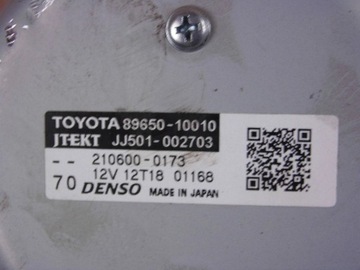 TOYOTA 89650-10010
JTEKT JJ501-002703
-- 210600-0173
12V 12T18 01168
70 DENSO MADE IN JAPAN